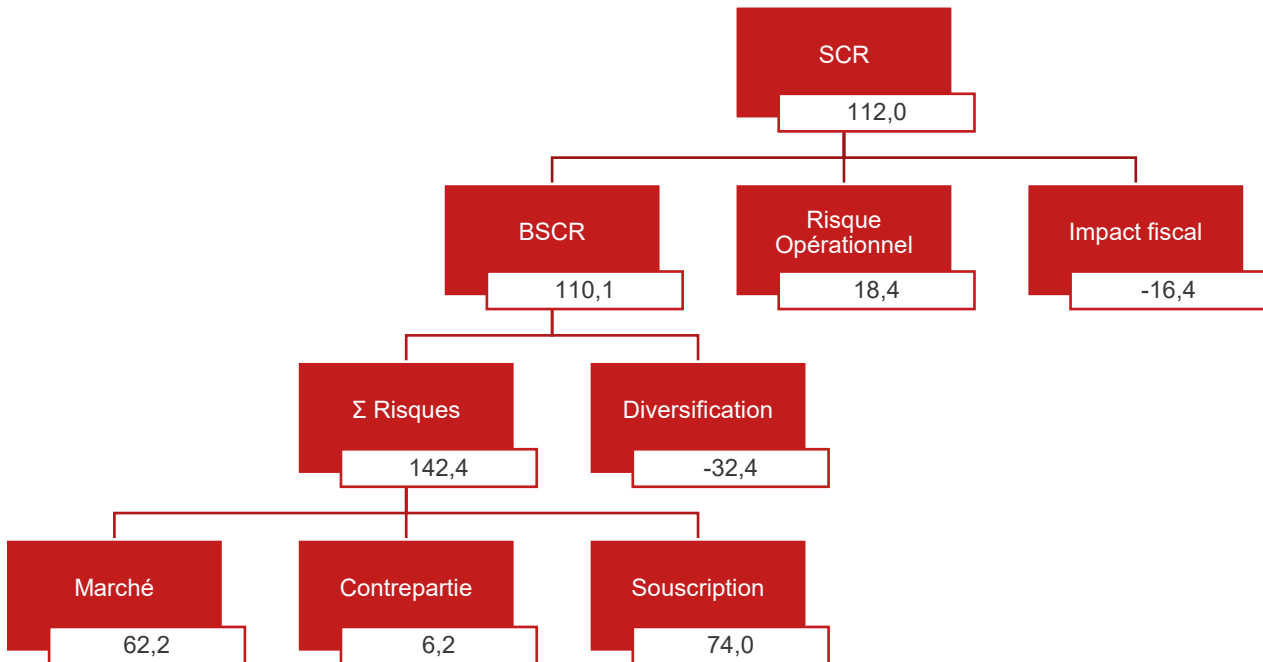 SCR
112,0
BSCR
110,1
Risque
Opérationnel
18,4
Impact fiscal
-16,4
Σ Risques
142,4
Diversification
-32,4
Marché
62,2
Contrepartie
6,2
Souscription
74,0